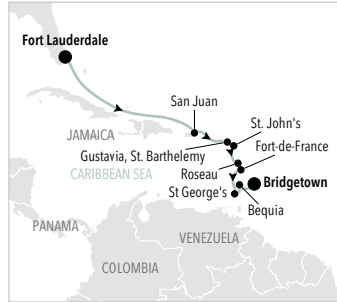 Fort Lauderdale
San Juan
St. John's
JAMAICA
Fort-de-France
Gustavia, St. Barthelemy
CARIBBEAN SEA
Roseau
Bridgetown
St George's
Bequia
PANAMA
VENEZUELA
COLOMBIA